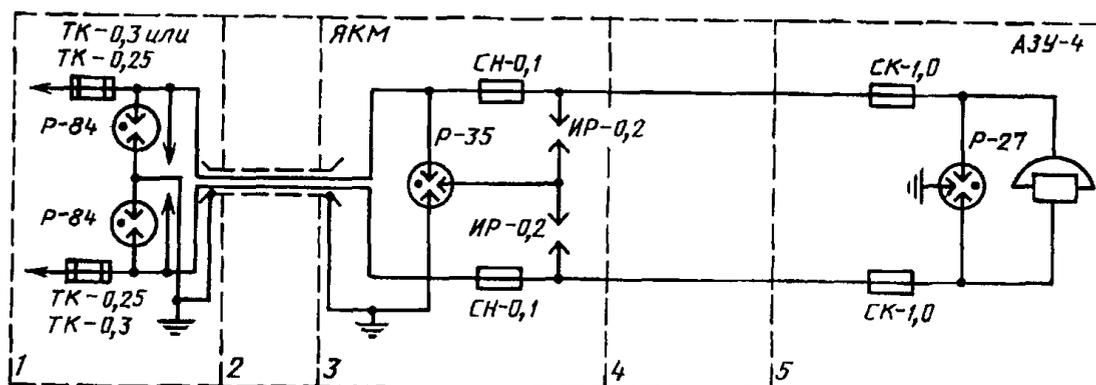 ТК-0,3 или
ТК-0,25
ЯКМ
СН-0,1
СК-1,0
АЗУ-4
Р-84
Р-35
ИР-0,2
Р-27
Р-84
ИР-0,2
ТК-0,25
ТК-0,3
СН-0,1
СК-1,0
1
2
3
4
5